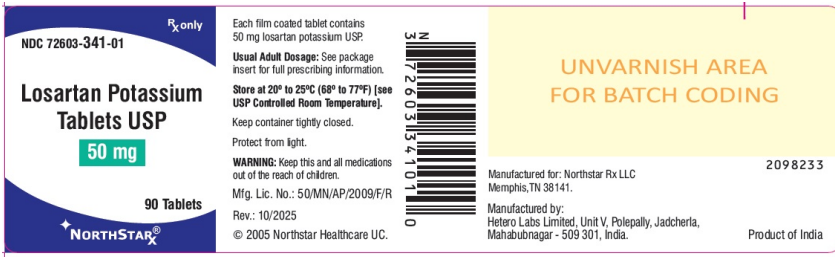 Rx only
NDC 72603-341-01
Losartan Potassium
Tablets USP
50 mg
90 Tablets
NORTHSTARx®
Each film coated tablet contains
50 mg losartan potassium USP.
Usual Adult Dosage: See package
insert for full prescribing information.
Store at 20º to 25ºC (68º to 77ºF) [see
USP Controlled Room Temperature].
Keep container tightly closed.
Protect from light.
WARNING: Keep this and all medications
out of the reach of children.
Mfg. Lic. No.: 50/MN/AP/2009/F/R
Rev.: 10/2025
© 2005 Northstar Healthcare UC.
N
3 72603 34101 0
UNVARNISH AREA
FOR BATCH CODING
2098233
Manufactured for: Northstar Rx LLC
Memphis,TN 38141.
Manufactured by:
Hetero Labs Limited, Unit V, Polepally, Jadcherla,
Mahabubnagar - 509 301, India.
Product of India